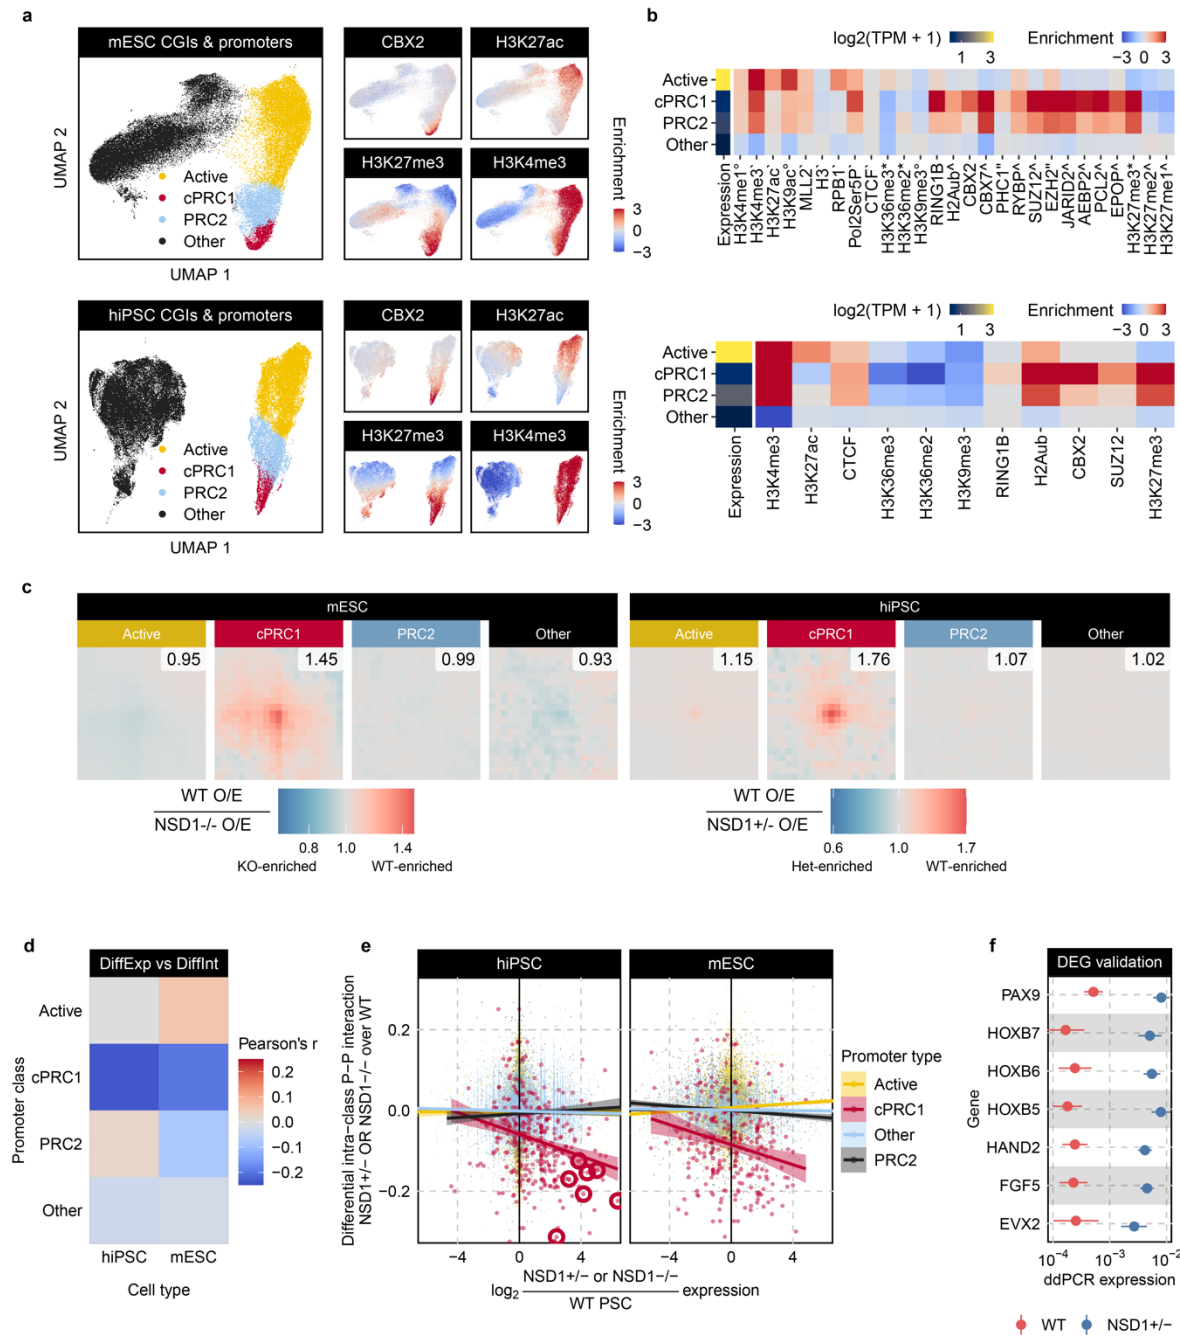 a
mESC CGIs & promoters
CBX2
H3K27ac
H3K27me3
H3K4me3
Active
cPRC1
PRC2
Other
UMAP 2
UMAP 1
Enrichment
3
0
−3
hiPSC CGIs & promoters
CBX2
H3K27ac
H3K27me3
H3K4me3
Active
cPRC1
PRC2
Other
UMAP 2
UMAP 1
Enrichment
3
0
−3
b
log2(TPM + 1)
1 3
Enrichment
−3 0 3
Active
cPRC1
PRC2
Other
Expression
H3K4me1°
H3K4me3`
H3K27ac`
H3K9ac°
MLL2`
H3`
RPB1`
Pol2Ser5P'
CTCF`
H3K36me3*
H3K36me2*
H3K9me3°
RING1B
H2Aub^
CBX2
CBX7^
PHC1"
RYBP^
SUZ12^
EZH2"
JARID2^
AEBP2^
PCL2^
EPOP^
H3K27me3*
H3K27me2^
H3K27me1^
log2(TPM + 1)
1 3
Enrichment
−3 0 3
Active
cPRC1
PRC2
Other
Expression
H3K4me3
H3K27ac
CTCF
H3K36me3
H3K36me2
H3K9me3
RING1B
H2Aub
CBX2
SUZ12
H3K27me3
c
mESC
Active
cPRC1
PRC2
Other
0.95
1.45
0.99
0.93
WT O/E
NSD1-/- O/E
0.8 1.0 1.4
KO-enriched WT-enriched
hiPSC
Active
cPRC1
PRC2
Other
1.15
1.76
1.07
1.02
WT O/E
NSD1+/- O/E
0.6 1.0 1.7
Het-enriched WT-enriched
d
DiffExp vs DiffInt
Promoter class
Active
cPRC1
PRC2
Other
hiPSC mESC
Cell type
Pearson's r
0.2
0.1
0.0
−0.1
−0.2
e
hiPSC
mESC
Differential intra-class P-P interaction
NSD1+/− OR NSD1−/− over WT
0.2
0.0
−0.2
−4 0 4
−4 0 4
log2 NSD1+/− or NSD1−/− expression
WT PSC
Promoter type
Active
cPRC1
Other
PRC2
f
DEG validation
Gene
PAX9
HOXB7
HOXB6
HOXB5
HAND2
FGF5
EVX2
10−4 10−3 10−2
ddPCR expression
WT NSD1+/−